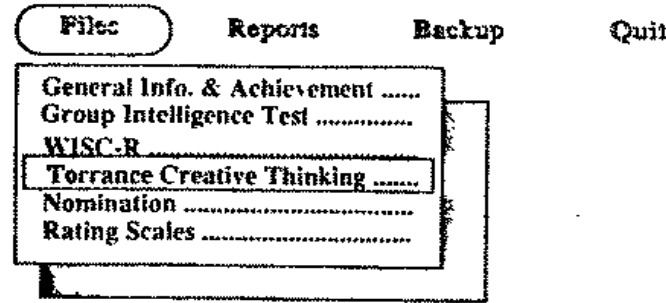 Files Reports Backup Quit
General Info. & Achievement ......
Group Intelligence Test ..............
WISC-R ......................................
Torrance Creative Thinking .......
Nomination .................................
Rating Scales ..............................